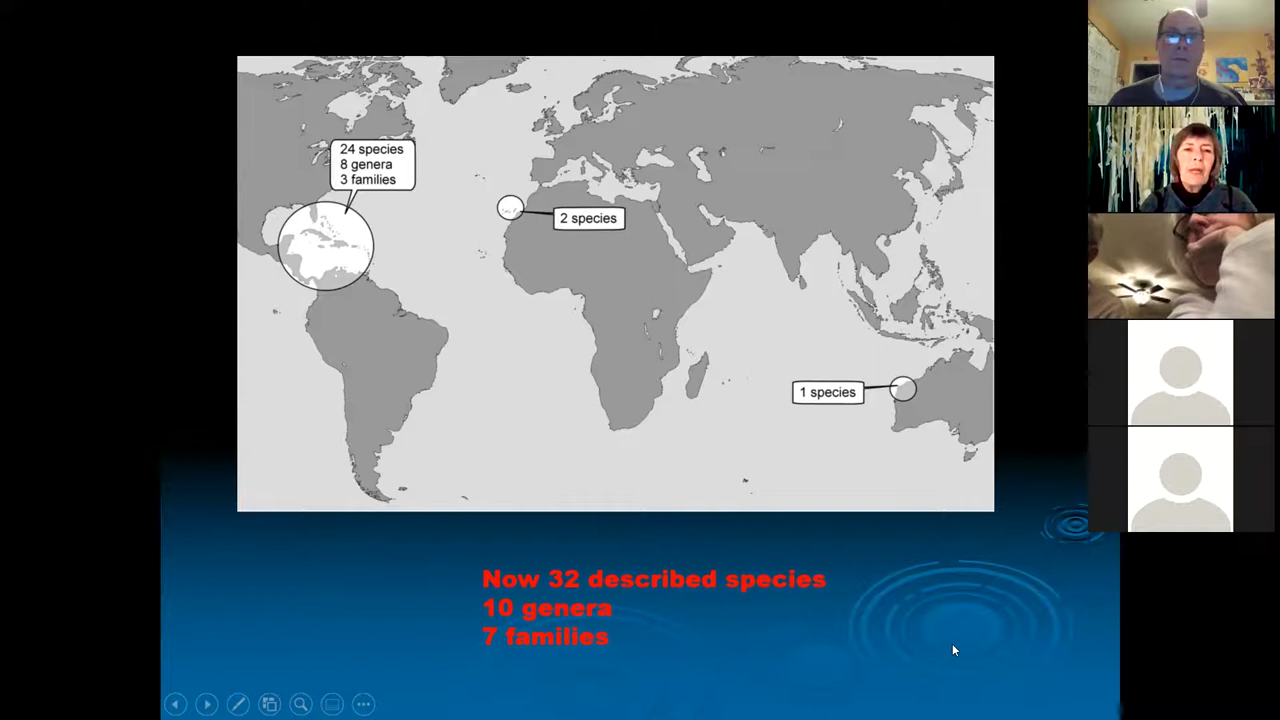 24 species
8 genera
3 families
2 species
1 species
Now 32 described species
10 genera
7 families